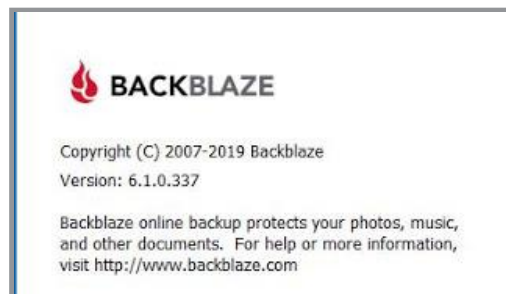 BACKBLAZE
Copyright (C) 2007-2019 Backblaze
Version: 6.1.0.337
Backblaze online backup protects your photos, music,
and other documents.  For help or more information,
visit http://www.backblaze.com